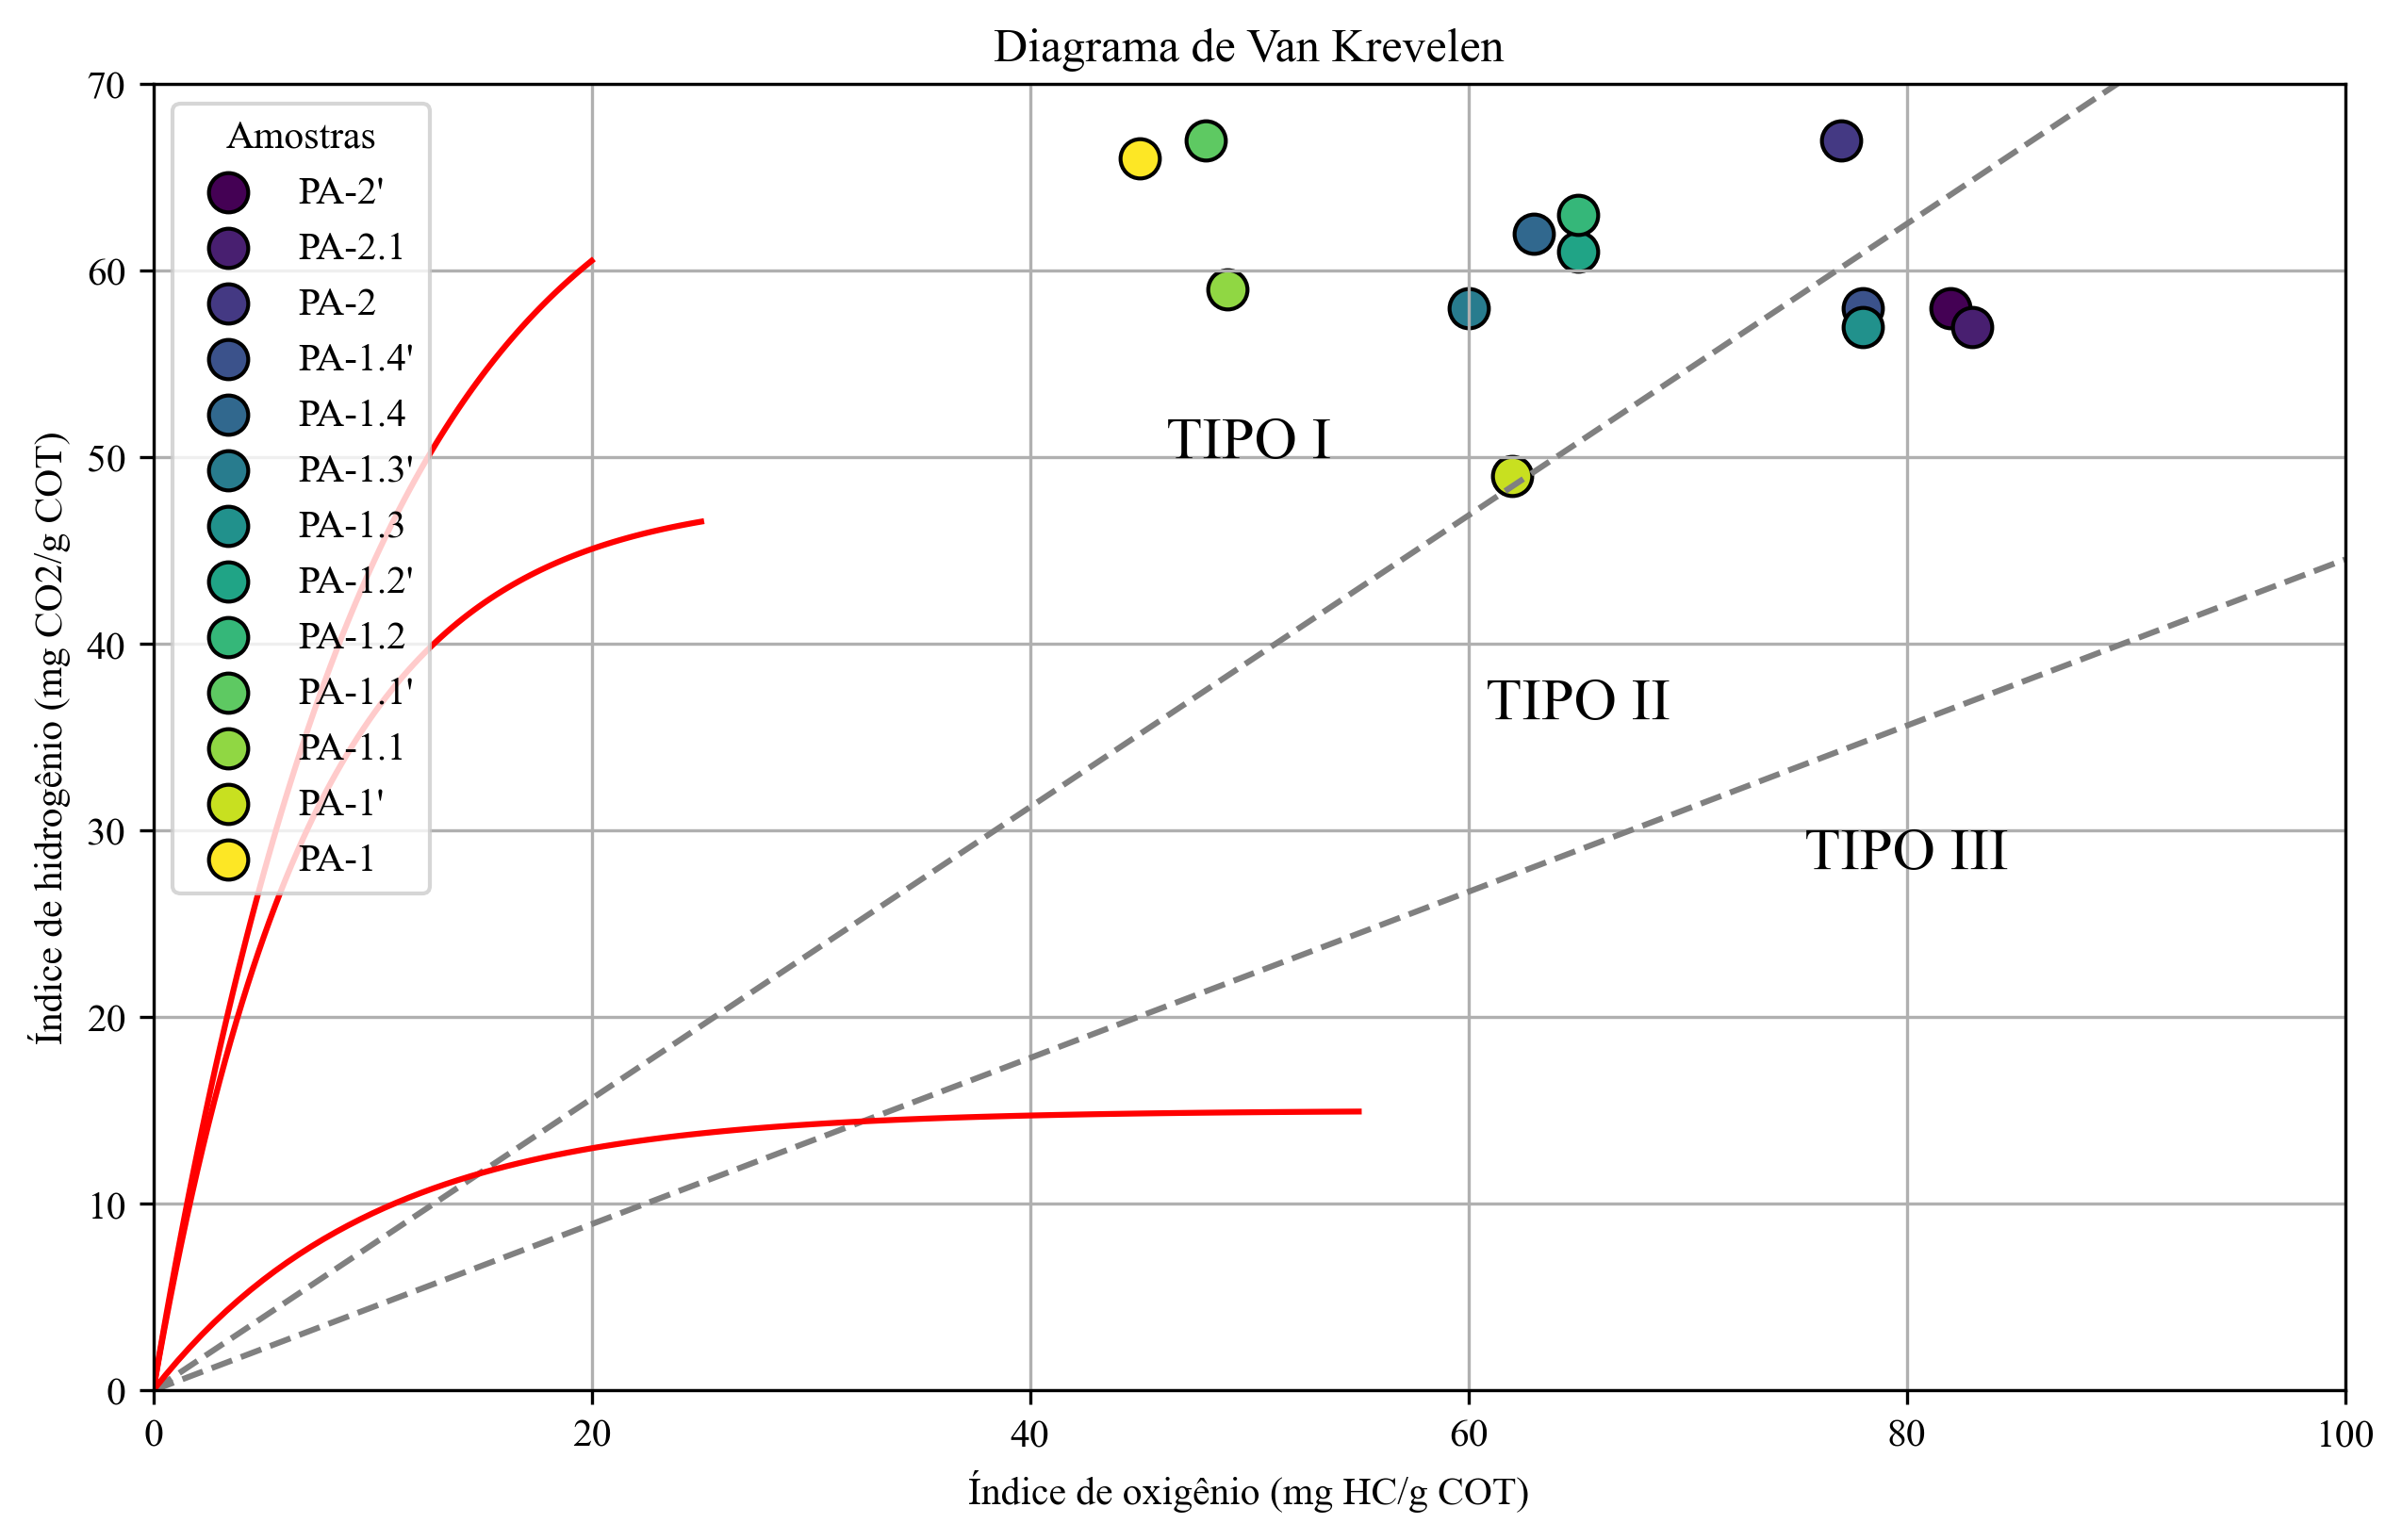 Diagrama de Van Krevelen
70
60
50
40
30
20
10
0
Índice de hidrogênio (mg CO2/g COT)
Amostras
PA-2'
PA-2.1
PA-2
PA-1.4'
PA-1.4
PA-1.3'
PA-1.3
PA-1.2'
PA-1.2
PA-1.1'
PA-1.1
PA-1'
PA-1
TIPO I
TIPO II
TIPO III
0
20
40
60
80
100
Índice de oxigênio (mg HC/g COT)